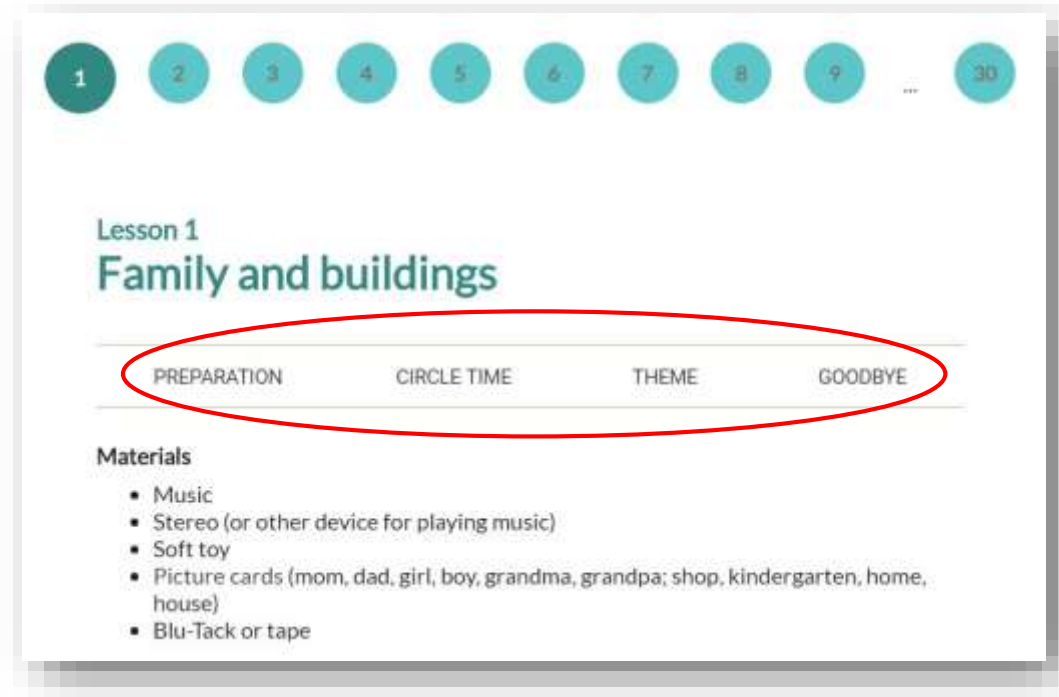 1 2 3 4 5 6 7 8 9 ... 30
Lesson 1
Family and buildings
PREPARATION CIRCLE TIME THEME GOODBYE
Materials
• Music
• Stereo (or other device for playing music)
• Soft toy
• Picture cards (mom, dad, girl, boy, grandma, grandpa; shop, kindergarten, home,
house)
• Blu-Tack or tape